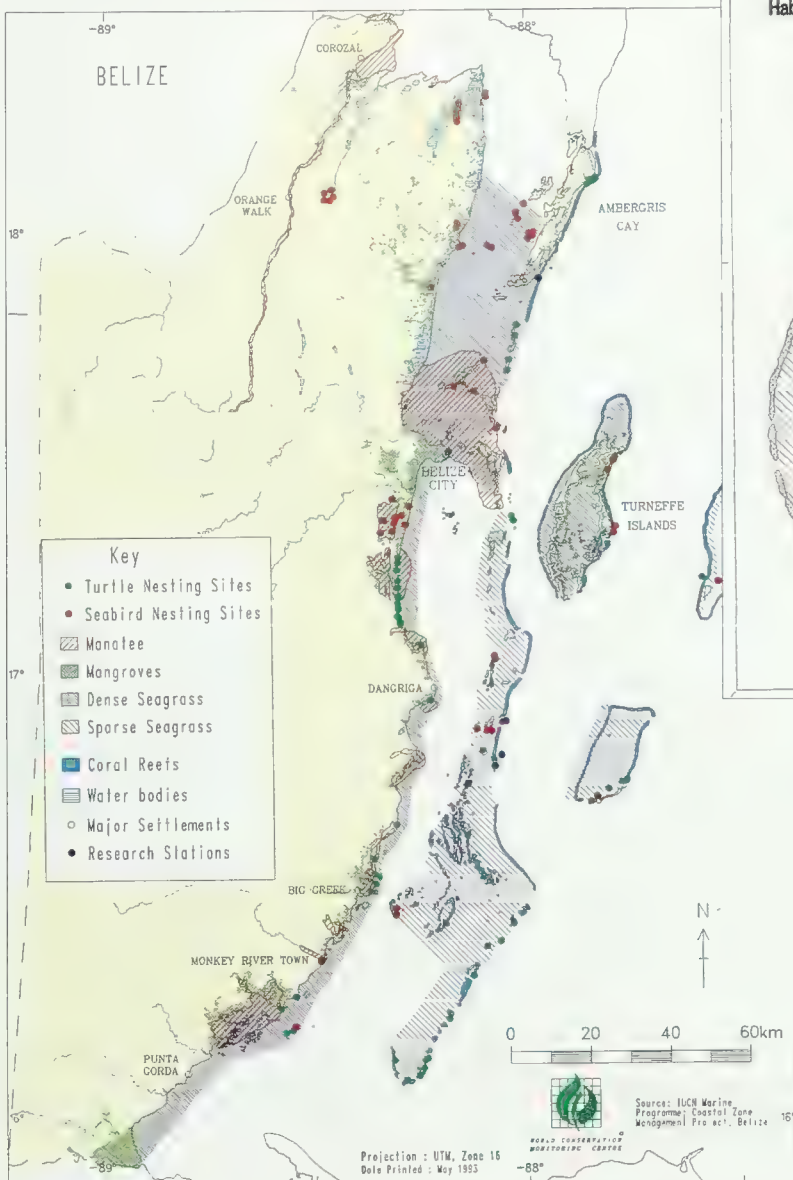 -89°
-88°
Hab
COROZAL
BELIZE
ORANGE
WALK
AMBERGRIS
CAY
18°
BELIZE
CITY
TURNEFFE
ISLANDS
Key
Turtle Nesting Sites
Seabird Nesting Sites
Manatee
Mangroves
Dense Seagrass
Sparse Seagrass
Coral Reefs
Water bodies
Major Settlements
Research Stations
17°
DANGRIGA
BIG CREEK
MONKEY RIVER TOWN
N
PUNTA
GORDA
0 20 40 60km
WORLD CONSERVATION
MONITORING CENTRE
Source: IUCN Marine
Programme; Coastal Zone
Management Project, Belize
16°
-89°
-88°
Projection : UTM, Zone 16
Date Printed : May 1993